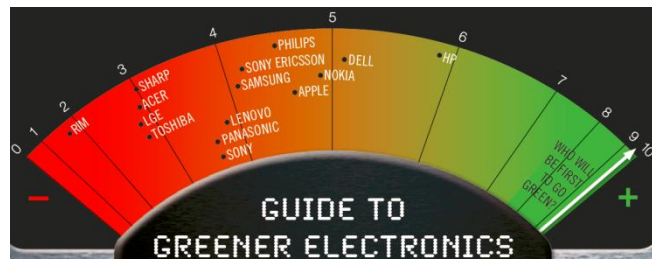 0
1
2
3
4
5
6
7
8
9
10
RIM
SHARP
ACER
LGE
TOSHIBA
PHILIPS
SONY ERICSSON
SAMSUNG
LENOVO
PANASONIC
SONY
DELL
NOKIA
APPLE
HP
WHO WILL
BE FIRST
TO GO
GREEN?
–
+
GUIDE TO
GREENER ELECTRONICS